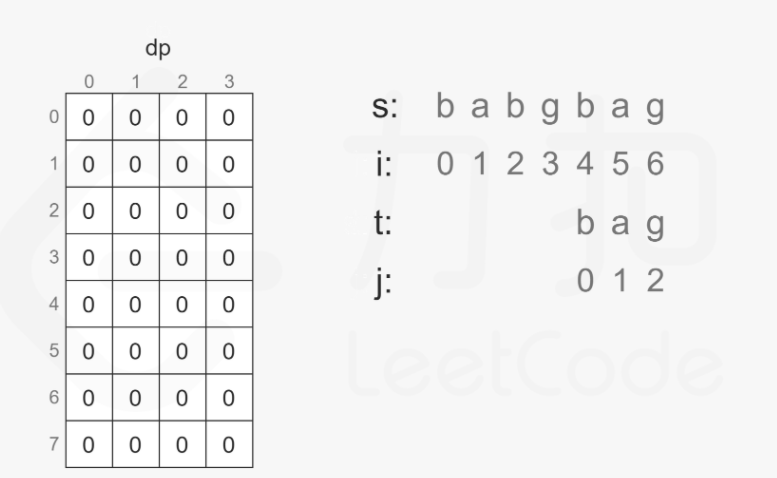 dp
0 1 2 3
0 0 0 0 0
1 0 0 0 0
2 0 0 0 0
3 0 0 0 0
4 0 0 0 0
5 0 0 0 0
6 0 0 0 0
7 0 0 0 0
s: b a b g b a g
i: 0 1 2 3 4 5 6
t: b a g
j: 0 1 2
力扣
LeetCode